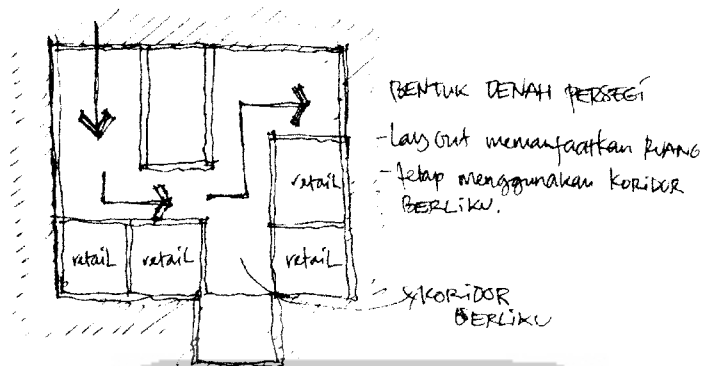 BENTUK DENAH PERSEGI
- Lay Out memanfaatkan RUANG
- tetap menggunakan KORIDOR
BERLIKU.
retail
retail
retail
retail
KORIDOR
BERLIKU